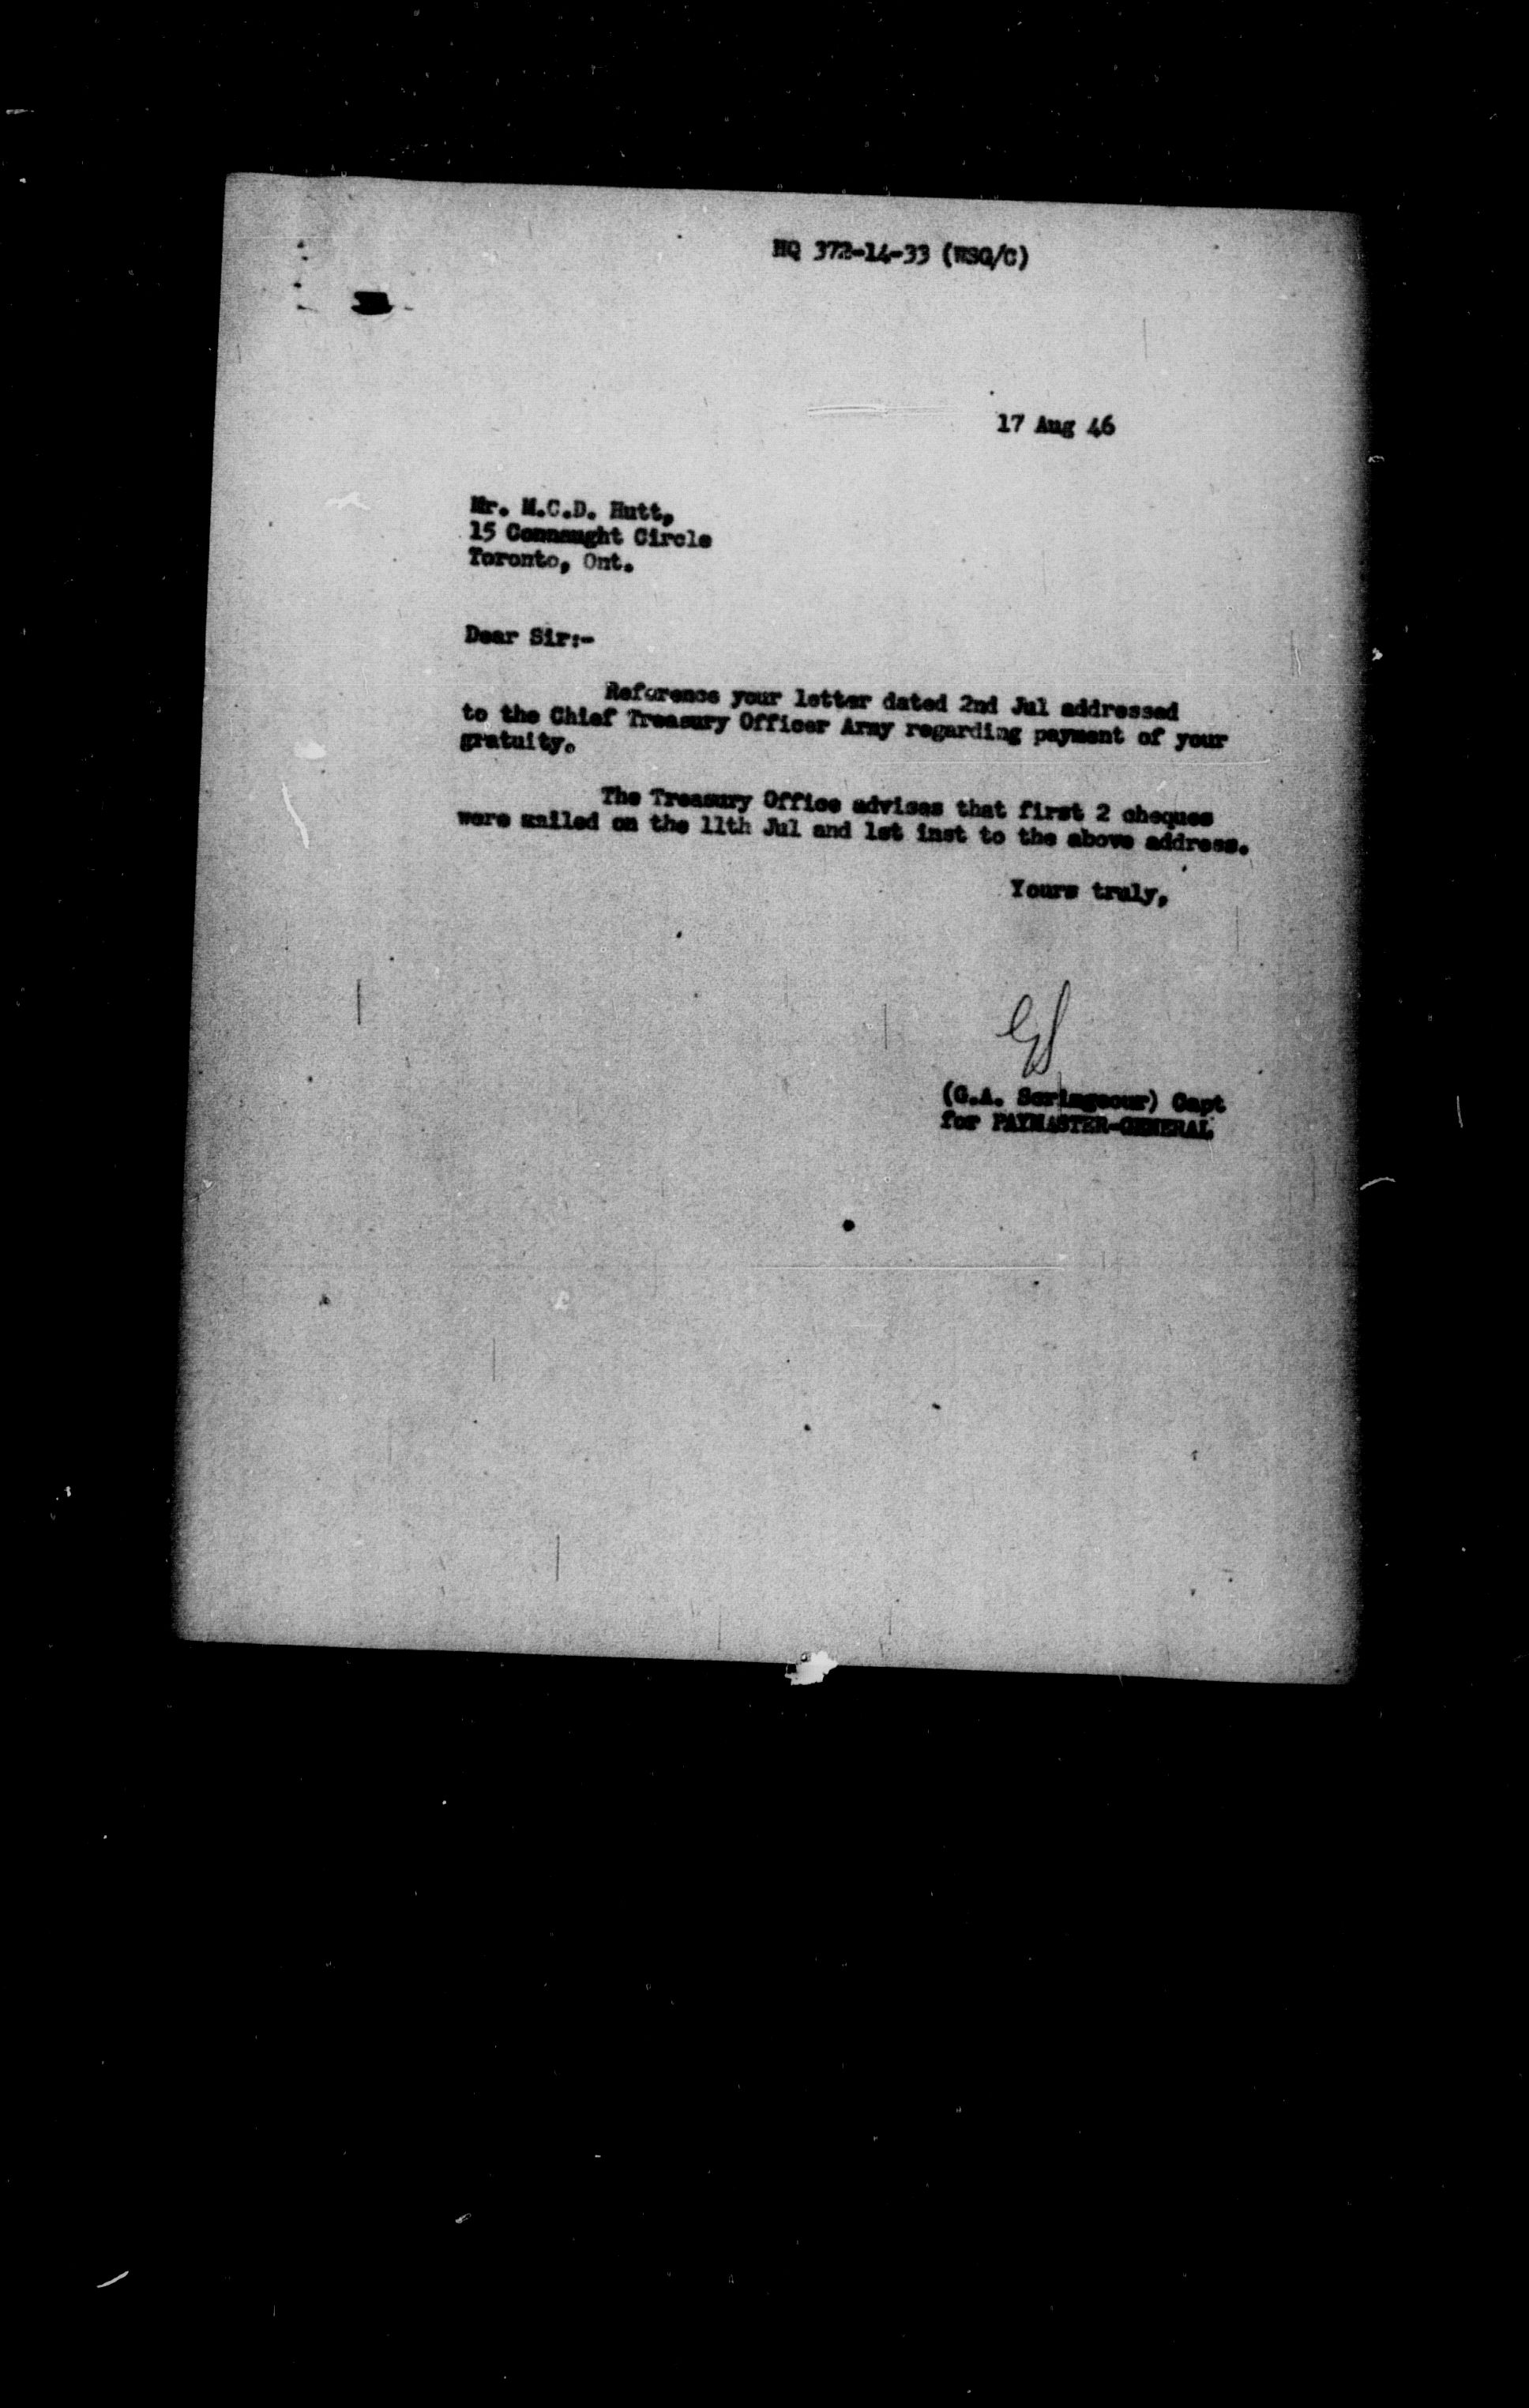 HQ 372-14-33 (WSG/C)
17 Aug 46
Mr. M.C.D. Hutt,
15 Connaught Circle
Toronto, Ont.
Dear Sir:-
Reference your letter dated 2nd Jul addressed
to the Chief Treasury Officer Army regarding payment of your
gratuity.
The Treasury Office advises that first 2 cheques
were mailed on the 11th Jul and 1st inst to the above address.
Yours truly,
GS
(G.A. Scrimgeour) Capt
for PAYMASTER-GENERAL